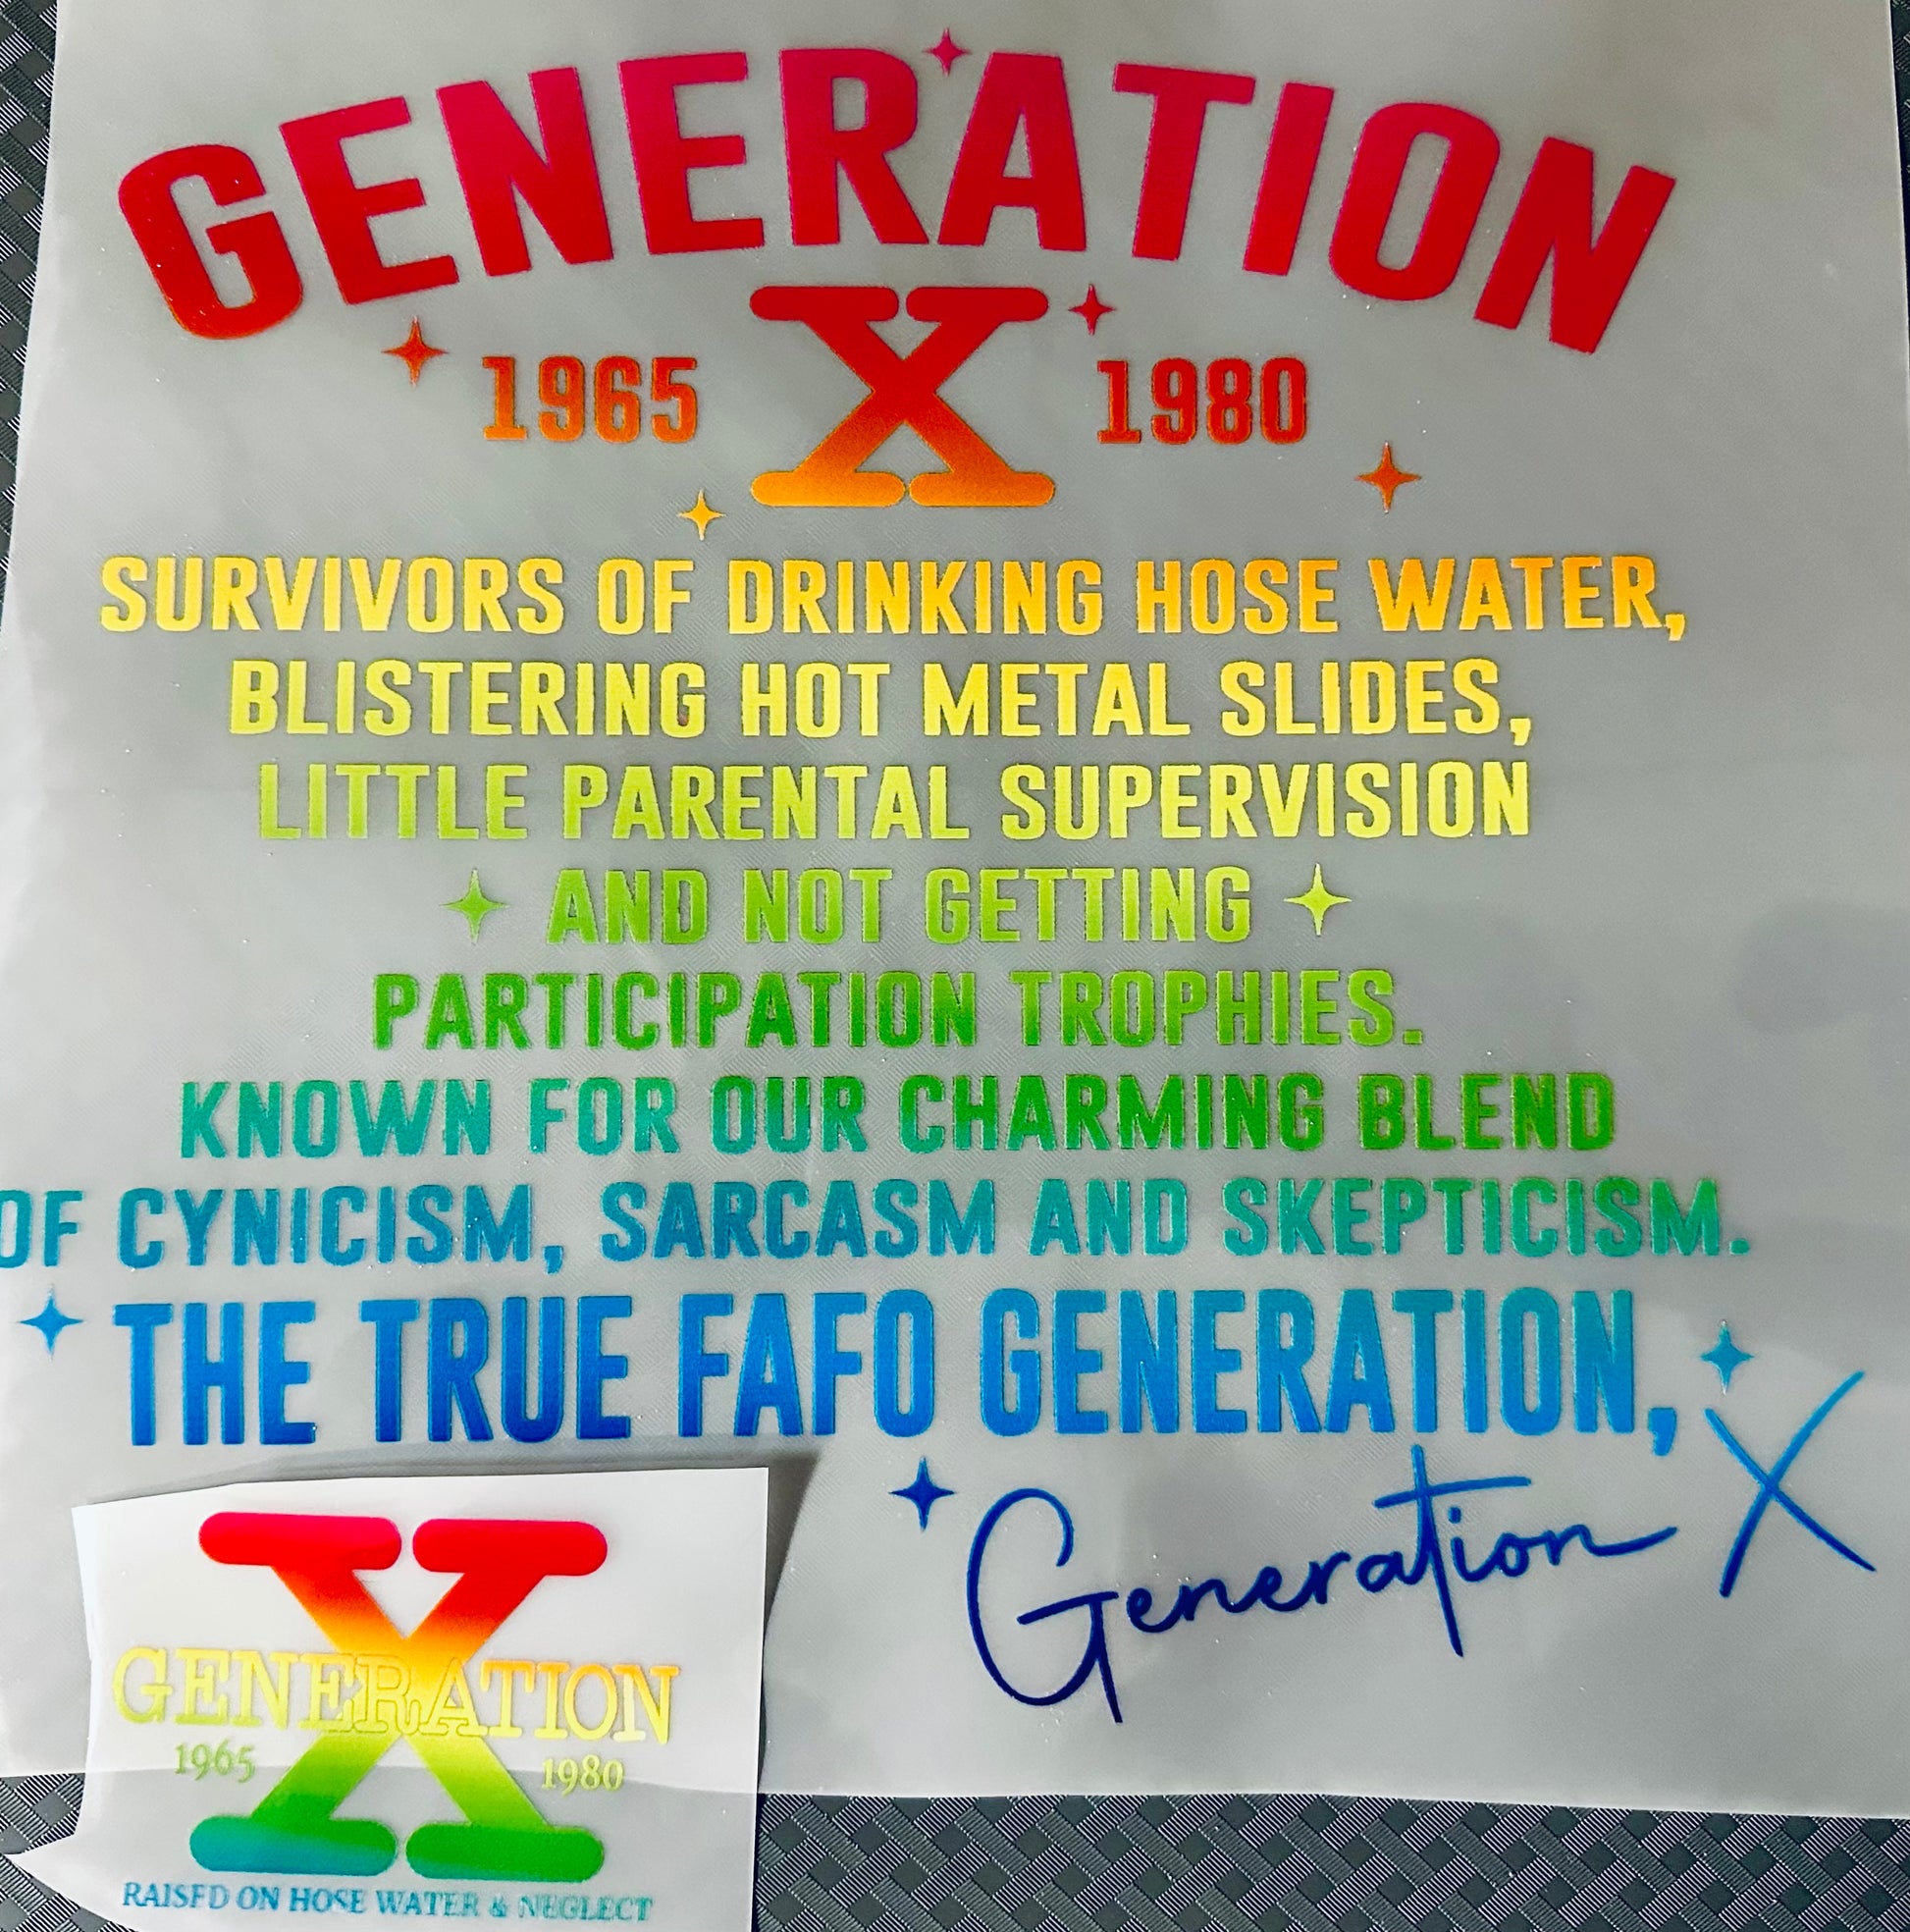 GENERATION
1965 X 1980
SURVIVORS OF DRINKING HOSE WATER,
BLISTERING HOT METAL SLIDES,
LITTLE PARENTAL SUPERVISION
AND NOT GETTING
PARTICIPATION TROPHIES.
KNOWN FOR OUR CHARMING BLEND
OF CYNICISM, SARCASM AND SKEPTICISM.
THE TRUE FAFO GENERATION,
Generation X
X
GENERATION
1965 1980
RAISED ON HOSE WATER & NEGLECT